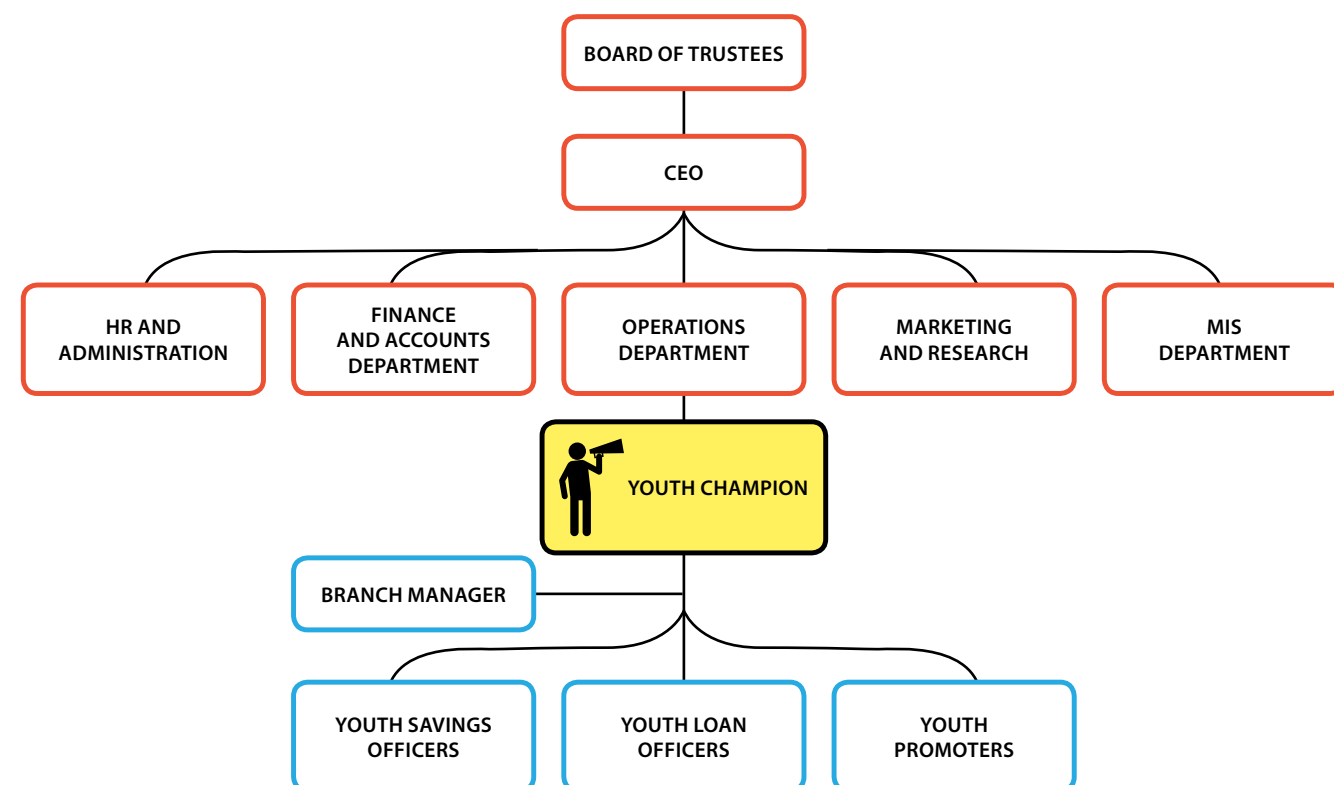 BOARD OF TRUSTEES
CEO
HR AND
ADMINISTRATION
FINANCE
AND ACCOUNTS
DEPARTMENT
OPERATIONS
DEPARTMENT
MARKETING
AND RESEARCH
MIS
DEPARTMENT
YOUTH CHAMPION
BRANCH MANAGER
YOUTH SAVINGS
OFFICERS
YOUTH LOAN
OFFICERS
YOUTH
PROMOTERS